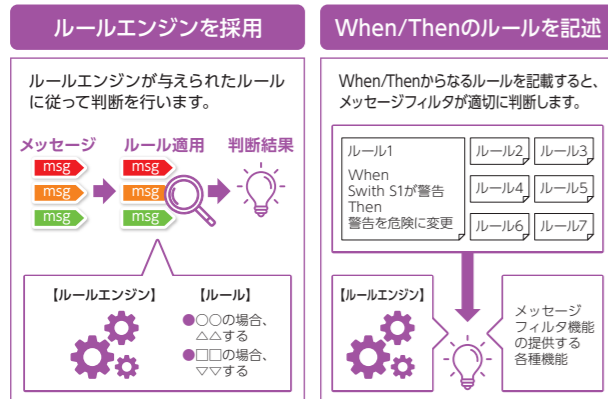 ルールエンジンを採用
ルールエンジンが与えられたルール
に従って判断を行います。
メッセージ ルール適用 判断結果
msg msg
msg msg
msg msg
【ルールエンジン】 【ルール】
●○○の場合、
△△する
●□□の場合、
▽▽する
When/Thenのルールを記述
When/Thenからなるルールを記載すると、
メッセージフィルタが適切に判断します。
ルール1
When
Swith S1が警告
Then
警告を危険に変更
ルール2 ルール3
ルール4 ルール5
ルール6 ルール7
【ルールエンジン】
メッセージ
フィルタ機能
の提供する
各種機能